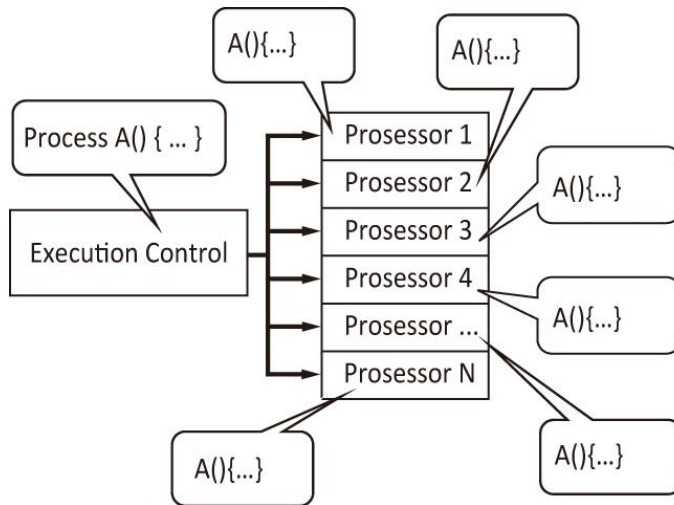 A(){...}
A(){...}
Process A() { ... }
Prosessor 1
Prosessor 2
Prosessor 3
A(){...}
Execution Control
Prosessor 4
A(){...}
Prosessor ...
Prosessor N
A(){...}
A(){...}